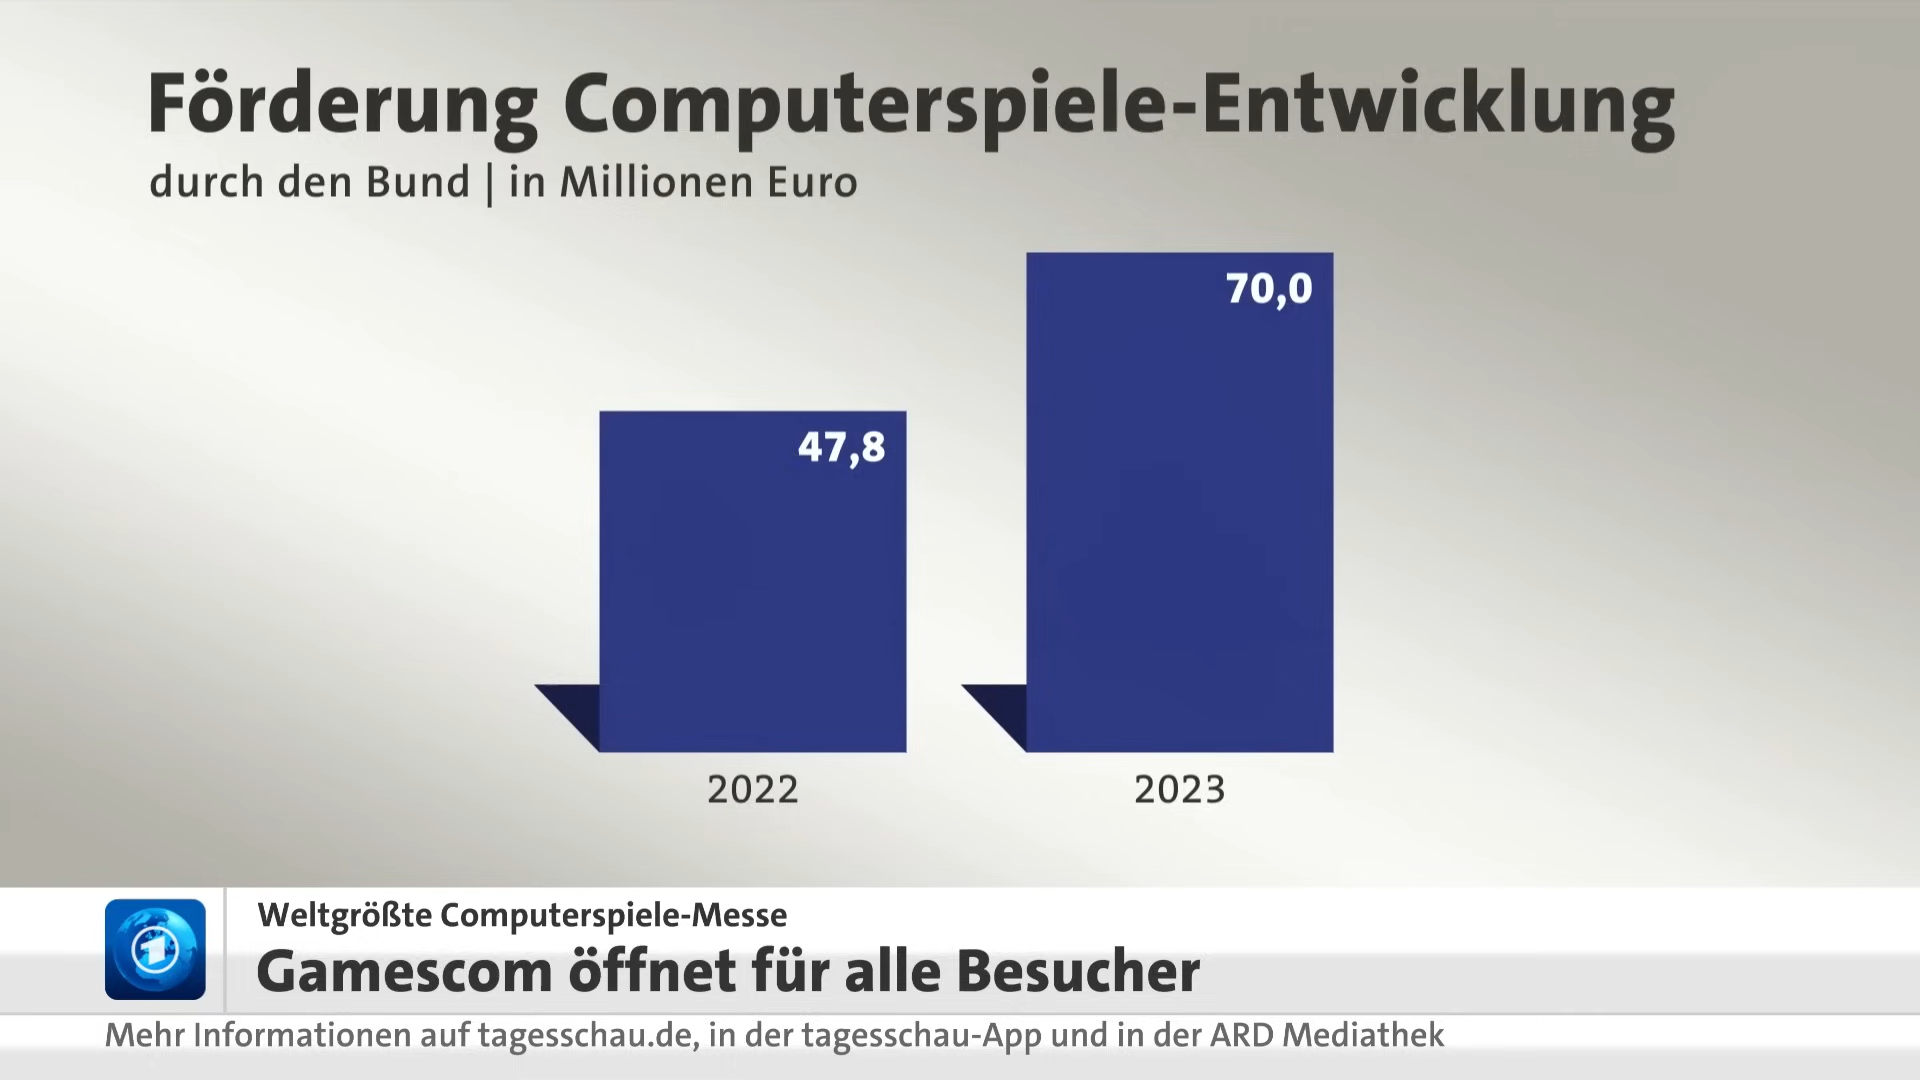 Förderung Computerspiele-Entwicklung
durch den Bund | in Millionen Euro
70,0
47,8
2022 2023
Weltgrößte Computerspiele-Messe
1
Gamescom öffnet für alle Besucher
Mehr Informationen auf tagesschau.de, in der tagesschau-App und in der ARD Mediathek